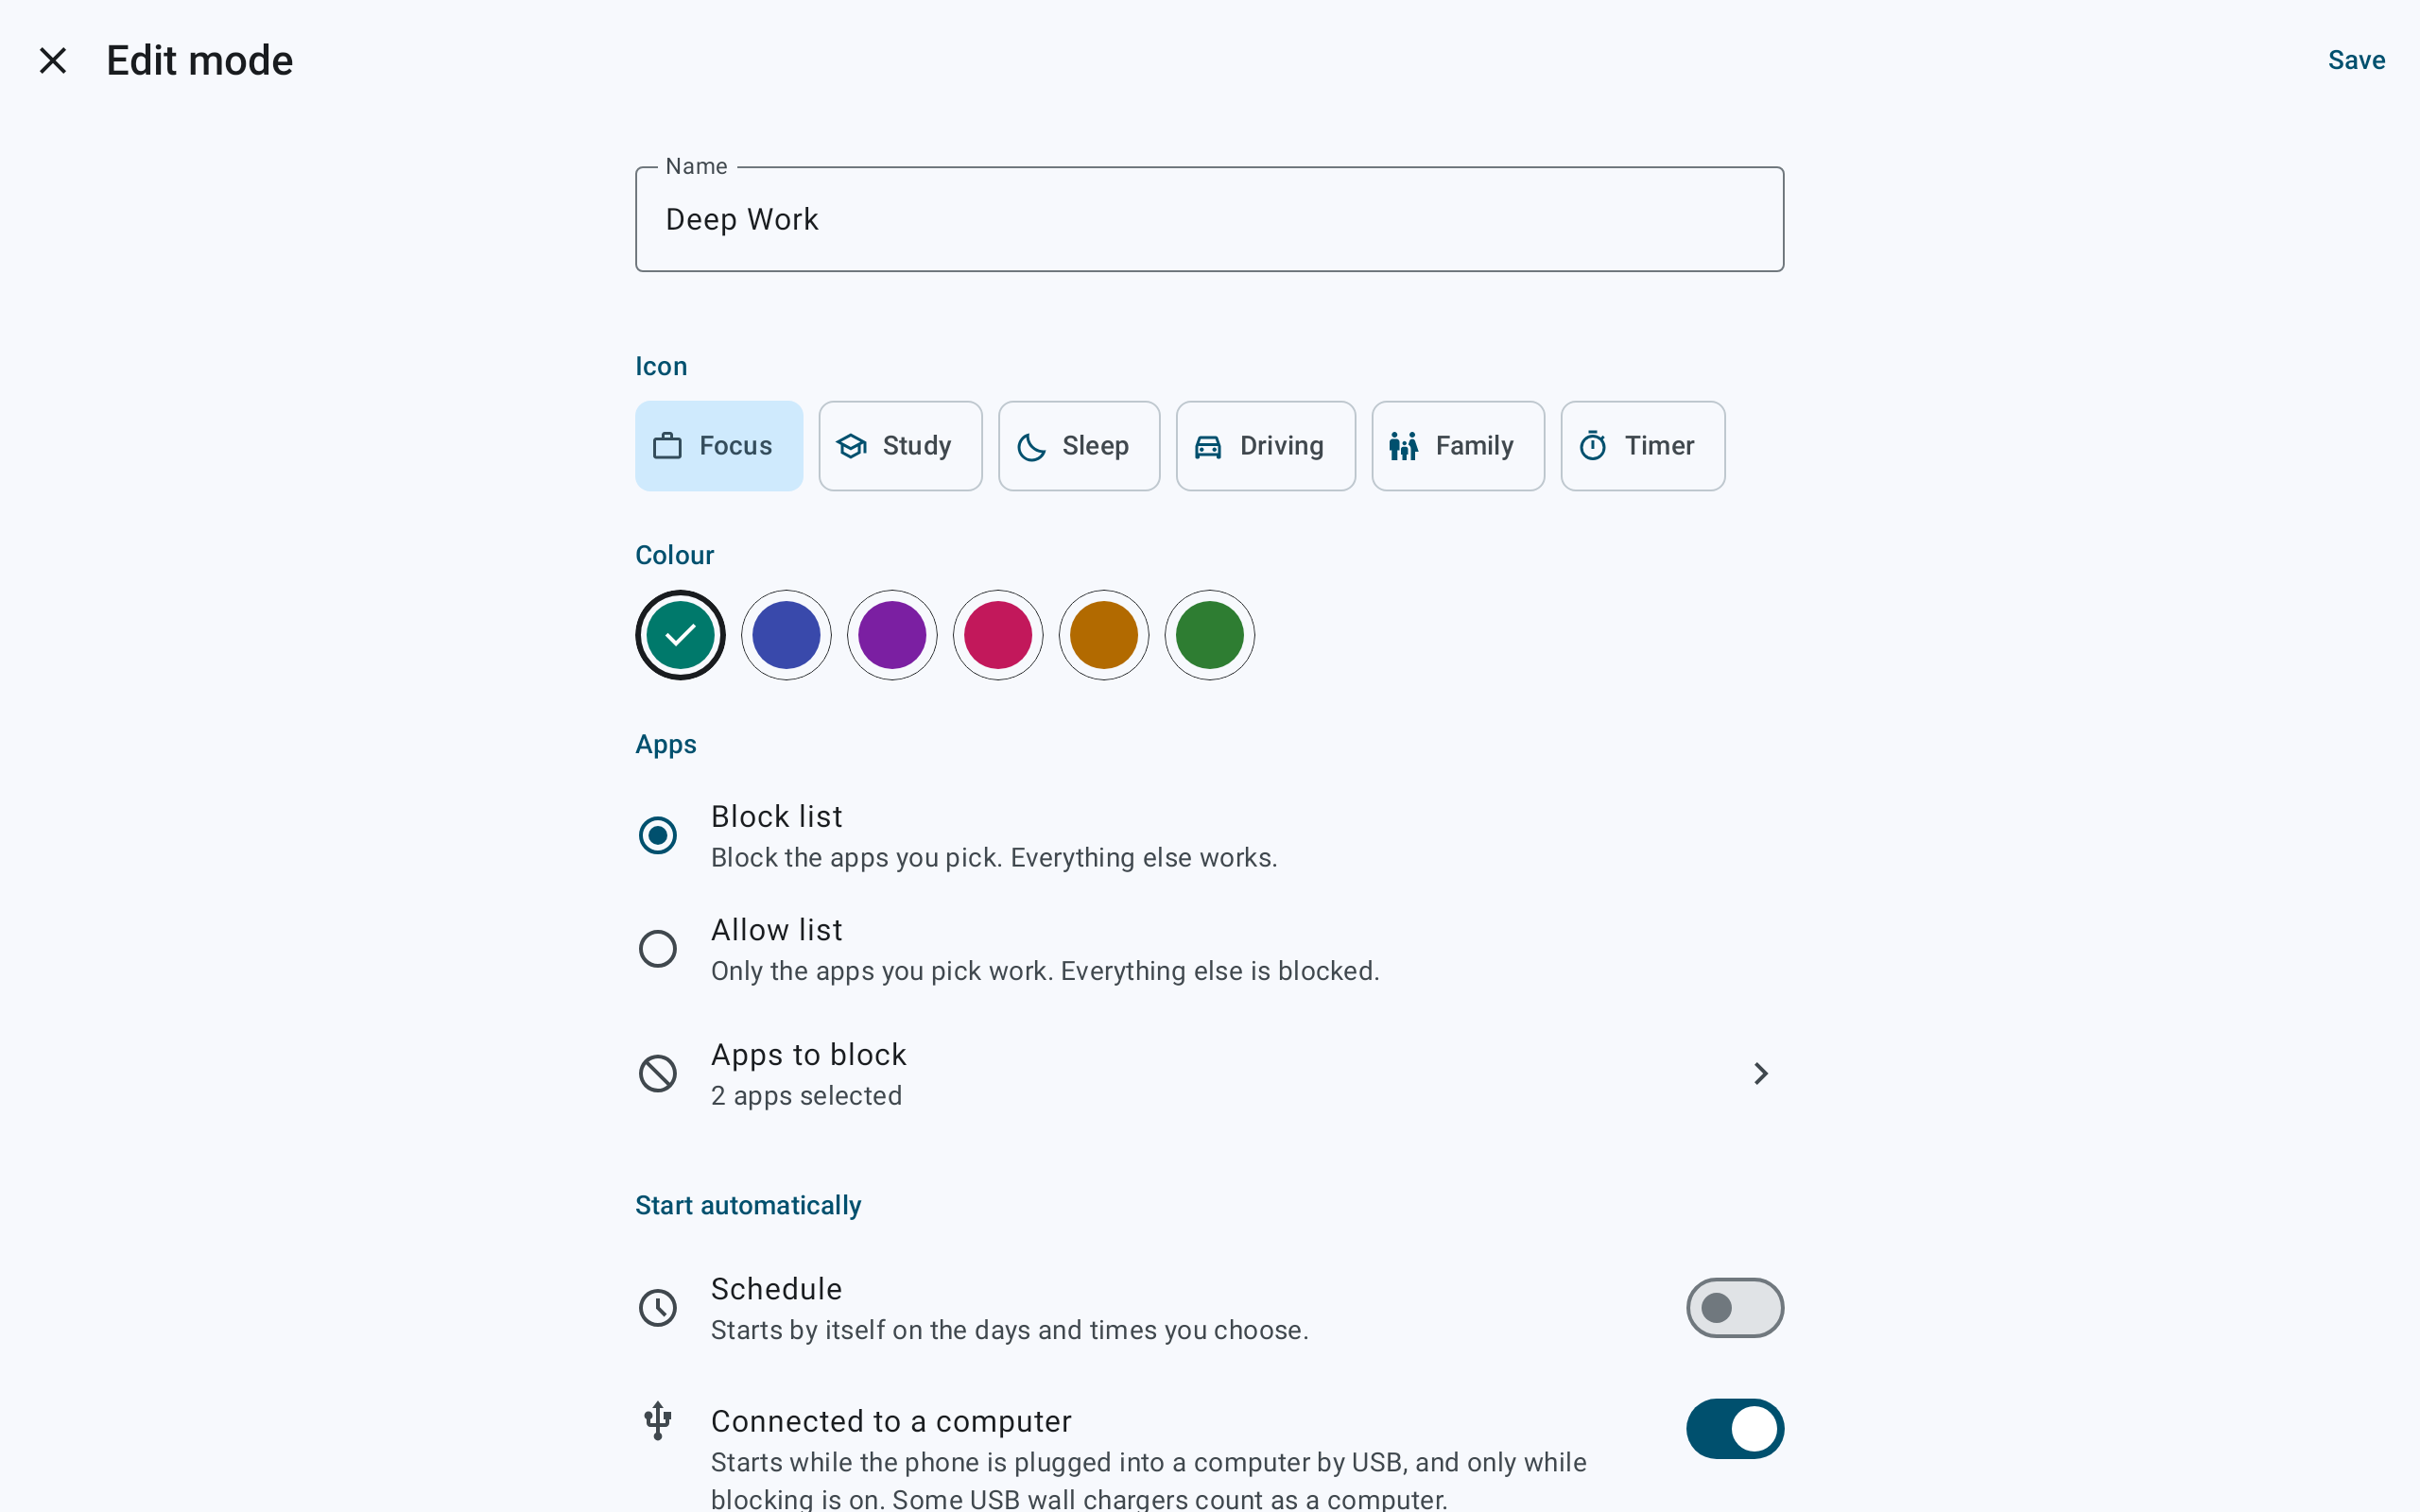 Edit mode
Save
Name
Deep Work
Icon
Focus
Study
Sleep
Driving
Family
Timer
Colour
Apps
Block list
Block the apps you pick. Everything else works.
Allow list
Only the apps you pick work. Everything else is blocked.
Apps to block
2 apps selected
Start automatically
Schedule
Starts by itself on the days and times you choose.
Connected to a computer
Starts while the phone is plugged into a computer by USB, and only while
blocking is on. Some USB wall chargers count as a computer.